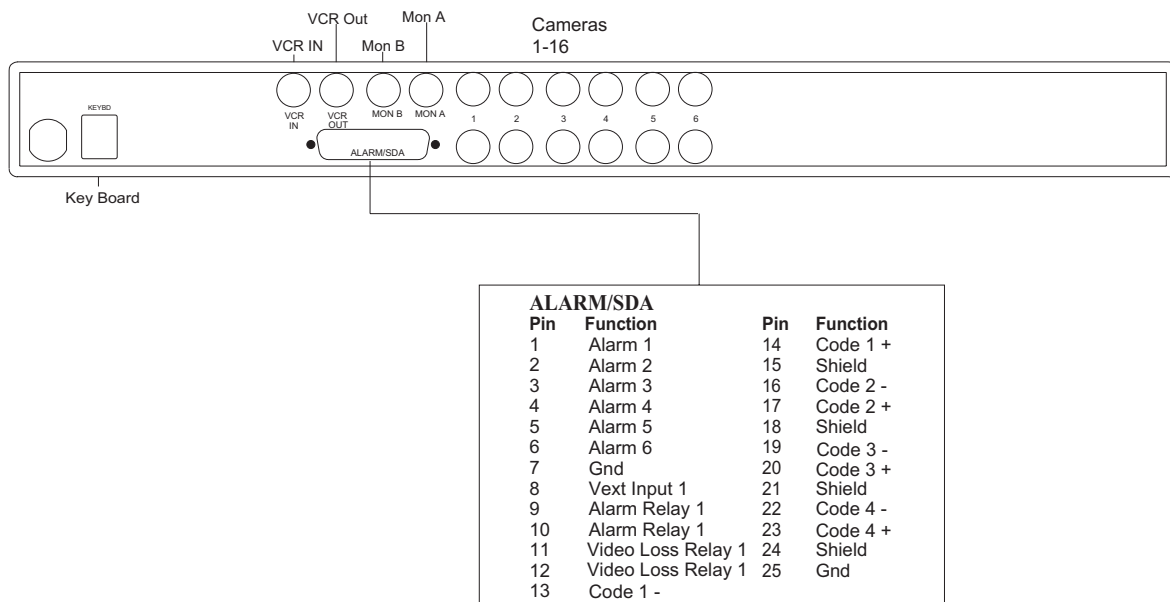 VCR Out Mon A
Cameras
1-16
VCR IN Mon B
KEYBD
VCR IN
VCR OUT
MON B
MON A
1 2 3 4 5 6
ALARM/SDA
Key Board
ALARM/SDA
Pin Function Pin Function
1 Alarm 1 14 Code 1 +
2 Alarm 2 15 Shield
3 Alarm 3 16 Code 2 -
4 Alarm 4 17 Code 2 +
5 Alarm 5 18 Shield
6 Alarm 6 19 Code 3 -
7 Gnd 20 Code 3 +
8 Vext Input 1 21 Shield
9 Alarm Relay 1 22 Code 4 -
10 Alarm Relay 1 23 Code 4 +
11 Video Loss Relay 1 24 Shield
12 Video Loss Relay 1 25 Gnd
13 Code 1 -